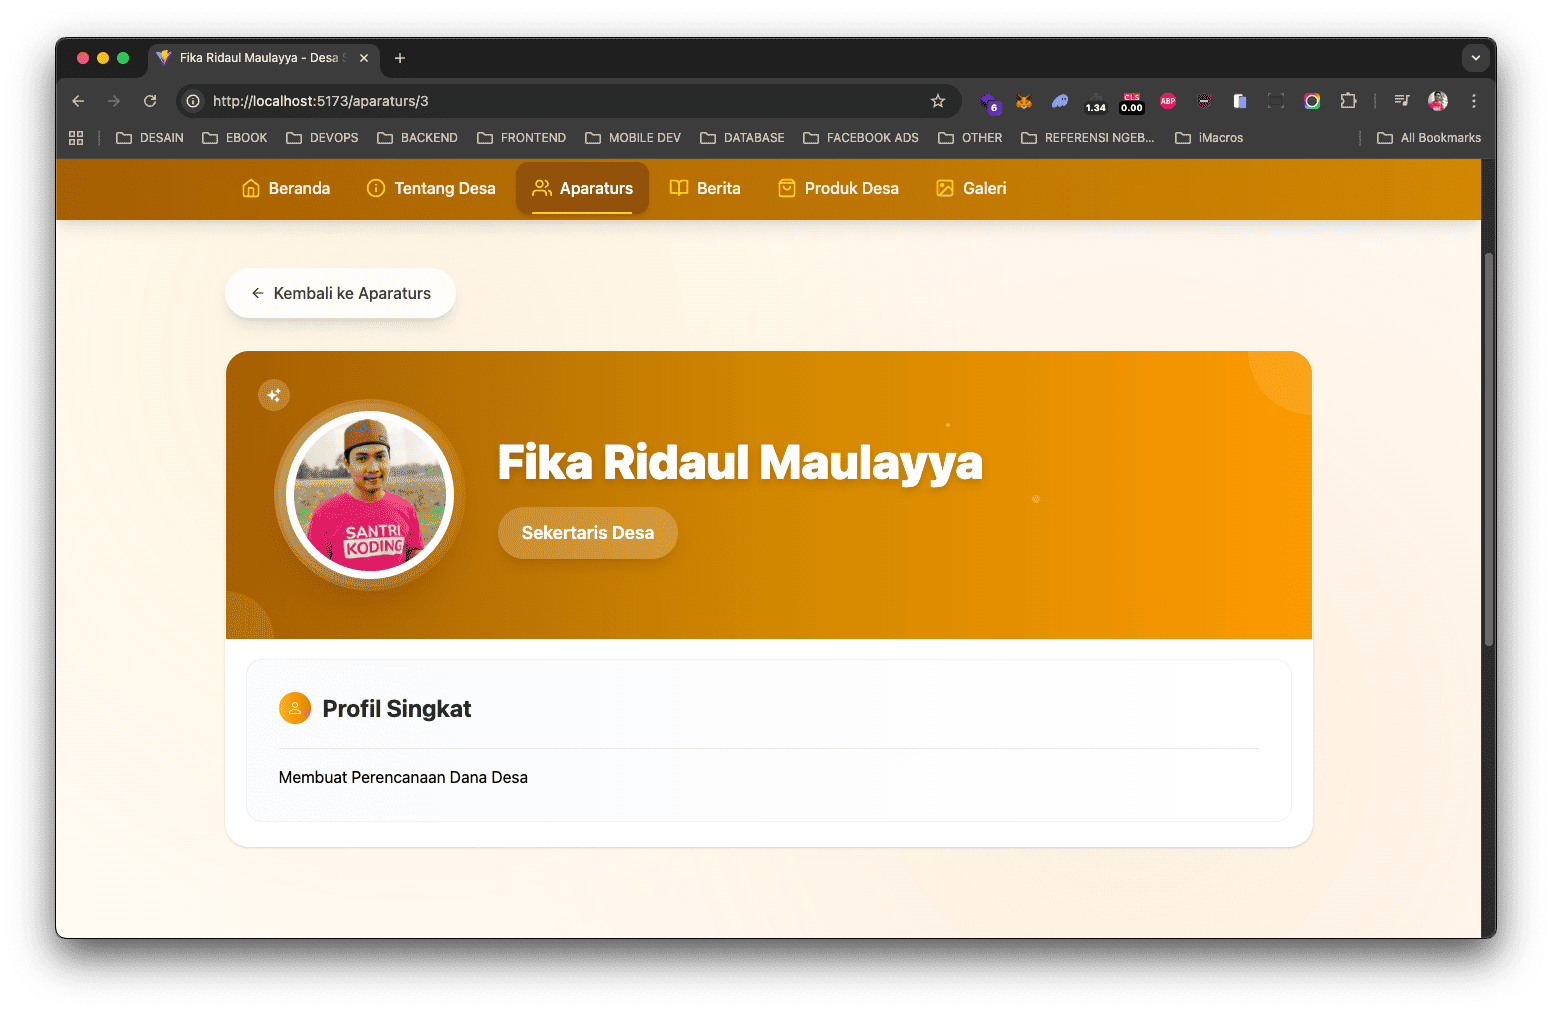 Fika Ridaul Maulayya - Desa
http://localhost:5173/aparaturs/3
6
1.34
CLS
0.00
ABP
DESAIN
EBOOK
DEVOPS
BACKEND
FRONTEND
MOBILE DEV
DATABASE
FACEBOOK ADS
OTHER
REFERENSI NGEB...
iMacros
All Bookmarks
Beranda
Tentang Desa
Aparaturs
Berita
Produk Desa
Galeri
Kembali ke Aparaturs
SANTRI
KODING
Fika Ridaul Maulayya
Sekertaris Desa
Profil Singkat
Membuat Perencanaan Dana Desa